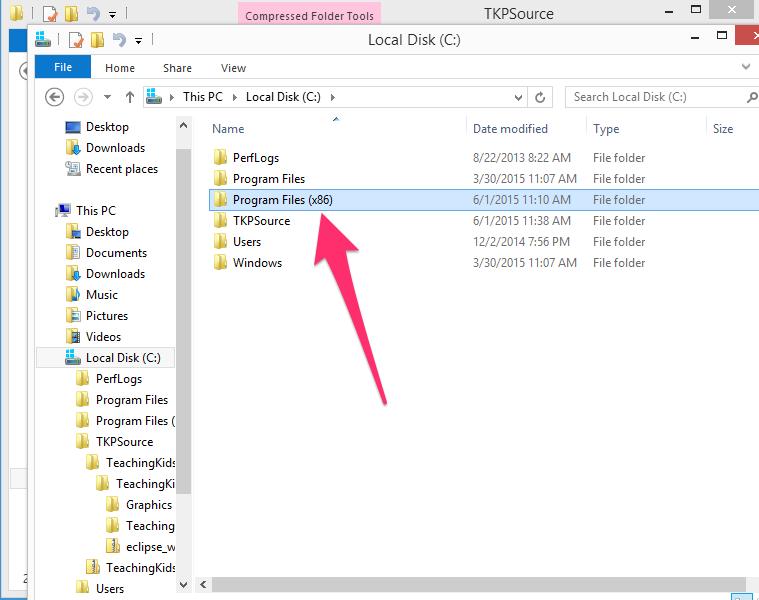 Compressed Folder Tools
TKPSource
Local Disk (C:)
File Home Share View
This PC Local Disk (C:) Search Local Disk (C:)
Name Date modified Type Size
PerfLogs 8/22/2013 8:22 AM File folder
Program Files 3/30/2015 11:07 AM File folder
Program Files (x86) 6/1/2015 11:10 AM File folder
TKPSource 6/1/2015 11:38 AM File folder
Users 12/2/2014 7:56 PM File folder
Windows 3/30/2015 11:07 AM File folder
Desktop
Downloads
Recent places
This PC
Desktop
Documents
Downloads
Music
Pictures
Videos
Local Disk (C:)
PerfLogs
Program Files
Program Files (
TKPSource
TeachingKids
TeachingKi
Graphics
Teaching
eclipse_w
TeachingKids
Users
2